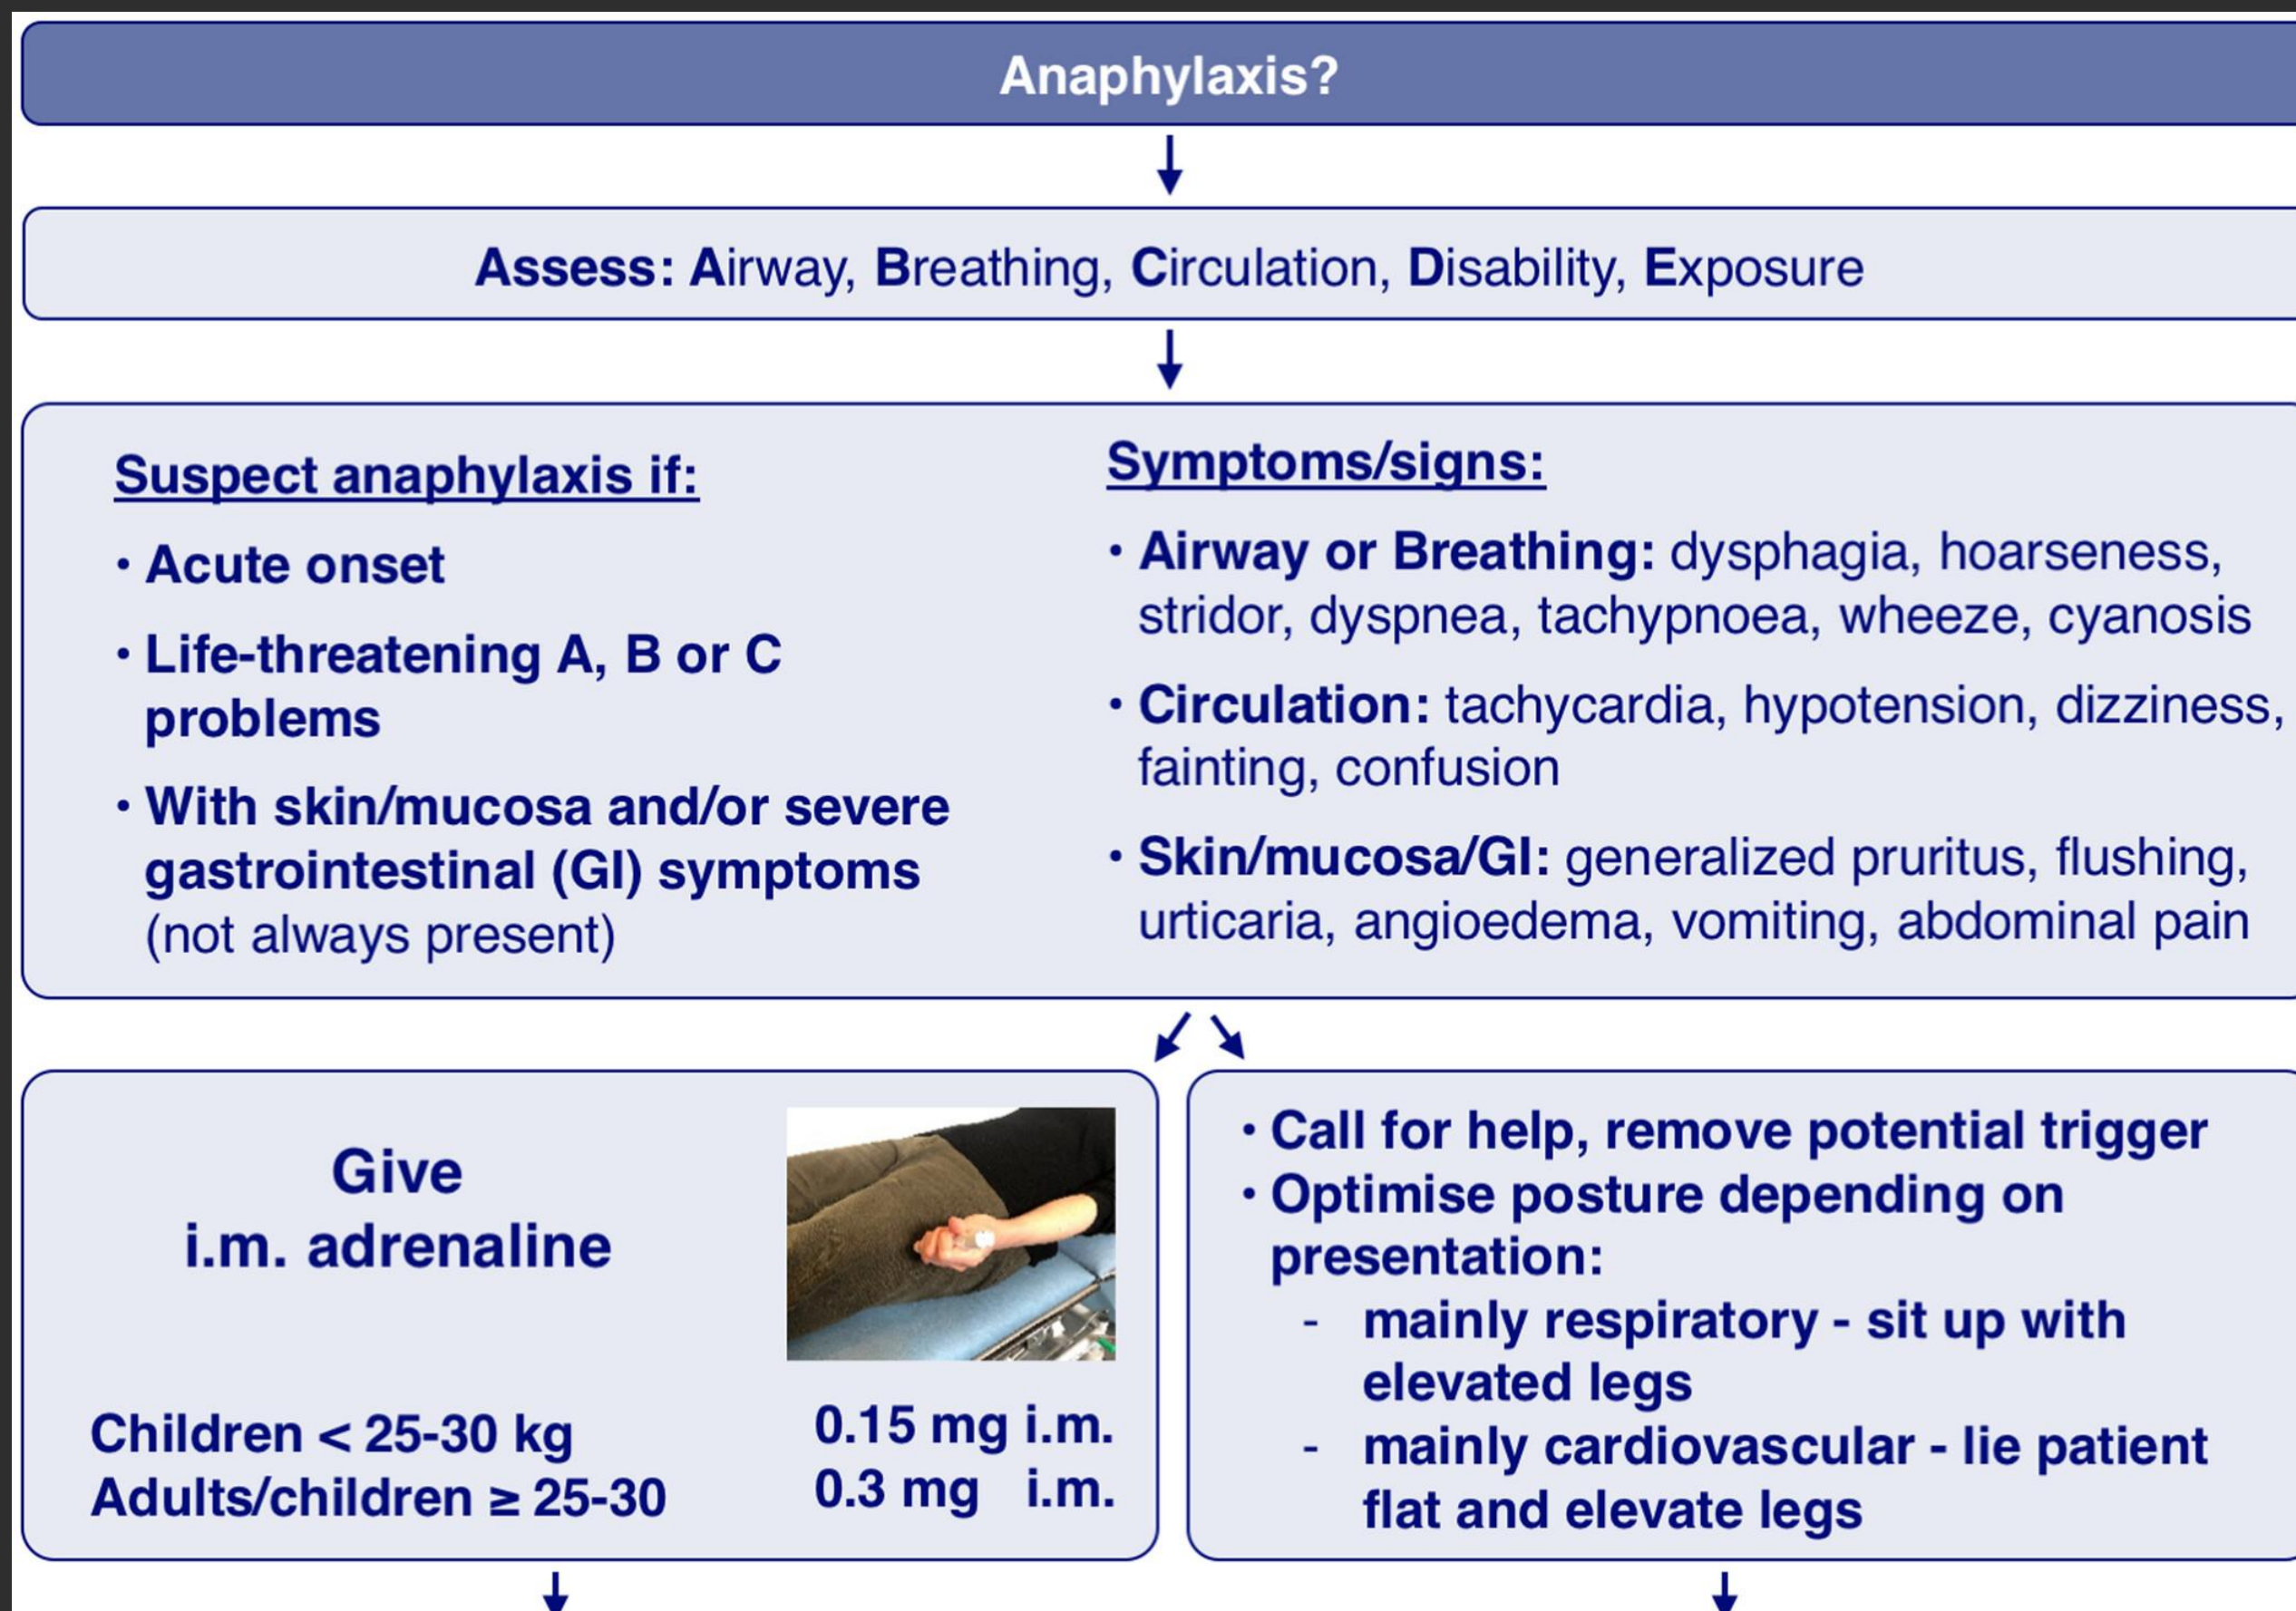 Anaphylaxis?
Assess: Airway, Breathing, Circulation, Disability, Exposure
Suspect anaphylaxis if:
• Acute onset
• Life-threatening A, B or C
problems
• With skin/mucosa and/or severe
gastrointestinal (GI) symptoms
(not always present)
Symptoms/signs:
• Airway or Breathing: dysphagia, hoarseness,
stridor, dyspnea, tachypnoea, wheeze, cyanosis
• Circulation: tachycardia, hypotension, dizziness,
fainting, confusion
• Skin/mucosa/GI: generalized pruritus, flushing,
urticaria, angioedema, vomiting, abdominal pain
Give
i.m. adrenaline
Children < 25-30 kg 0.15 mg i.m.
Adults/children ≥ 25-30 0.3 mg i.m.
• Call for help, remove potential trigger
• Optimise posture depending on
presentation:
- mainly respiratory - sit up with
elevated legs
- mainly cardiovascular - lie patient
flat and elevate legs